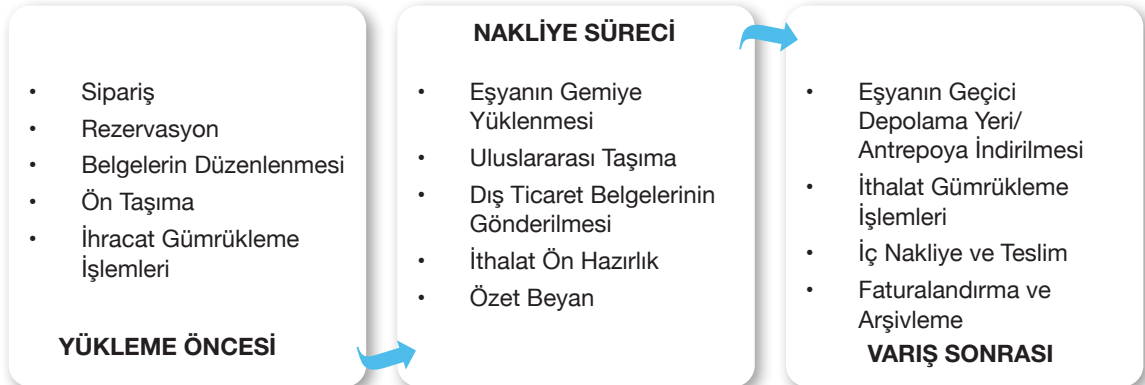 • Sipariş
• Rezervasyon
• Belgelerin Düzenlenmesi
• Ön Taşıma
• İhracat Gümrükleme
İşlemleri
YÜKLEME ÖNCESİ
NAKLİYE SÜRECİ
• Eşyanın Gemiye
Yüklenmesi
• Uluslararası Taşıma
• Dış Ticaret Belgelerinin
Gönderilmesi
• İthalat Ön Hazırlık
• Özet Beyan
• Eşyanın Geçici
Depolama Yeri/
Antrepoya İndirilmesi
• İthalat Gümrükleme
İşlemleri
• İç Nakliye ve Teslim
• Faturalandırma ve
Arşivleme
VARIŞ SONRASI